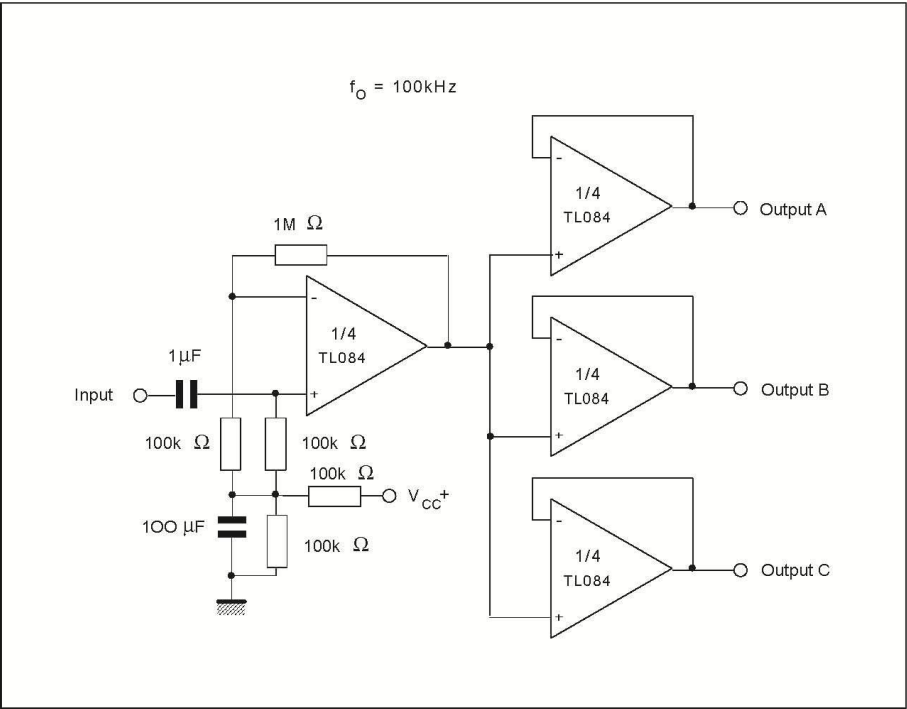 fO = 100kHz
1/4
TL084
Output A
1M Ω
1/4
TL084
1µF
Input
1/4
TL084
Output B
100k Ω
100k Ω
100k Ω
VCC+
100 µF
100k Ω
1/4
TL084
Output C
-
+
-
+
-
+
-
+